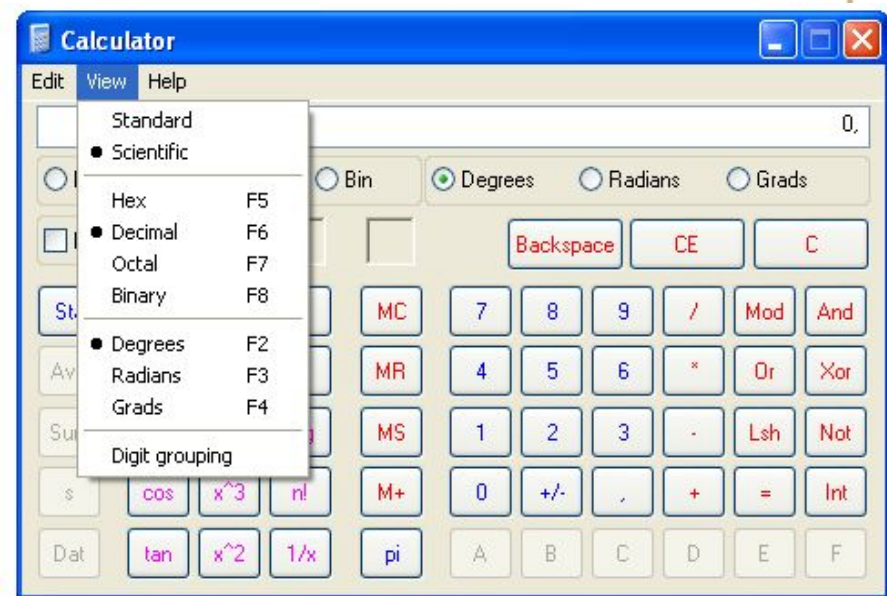 Calculator
Edit View Help
0,
Standard
Scientific
Hex F5
Decimal F6
Octal F7
Binary F8
Degrees F2
Radians F3
Grads F4
Digit grouping
Bin Degrees Radians Grads
Backspace CE C
MC 7 8 9 / Mod And
MR 4 5 6 * Or Xor
MS 1 2 3 - Lsh Not
s cos x^3 n! M+ 0 +/- , + = Int
Dat tan x^2 1/x pi A B C D E F